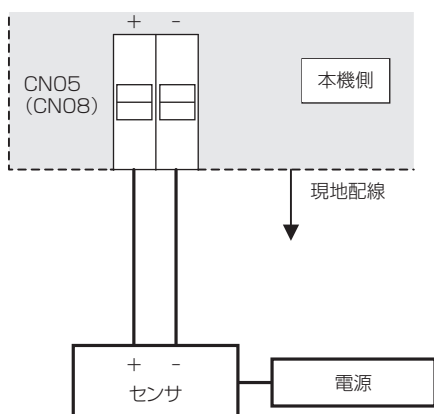 + -
CN05
(CN08)
本機側
現地配線
+ -
センサ
電源